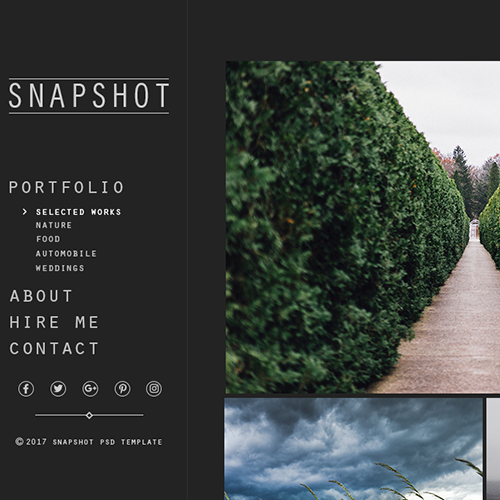 SNAPSHOT
PORTFOLIO
SELECTED WORKS
NATURE
FOOD
AUTOMOBILE
WEDDINGS
ABOUT
HIRE ME
CONTACT
© 2017 SNAPSHOT PSD TEMPLATE